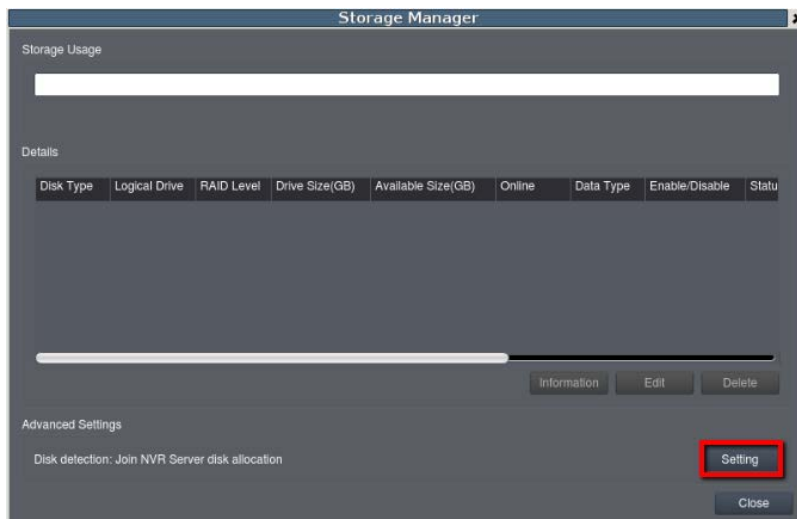 Storage Manager
Storage Usage
Details
Disk Type Logical Drive RAID Level Drive Size(GB) Available Size(GB) Online Data Type Enable/Disable Statu
Information Edit Delete
Advanced Settings
Disk detection: Join NVR Server disk allocation Setting
Close